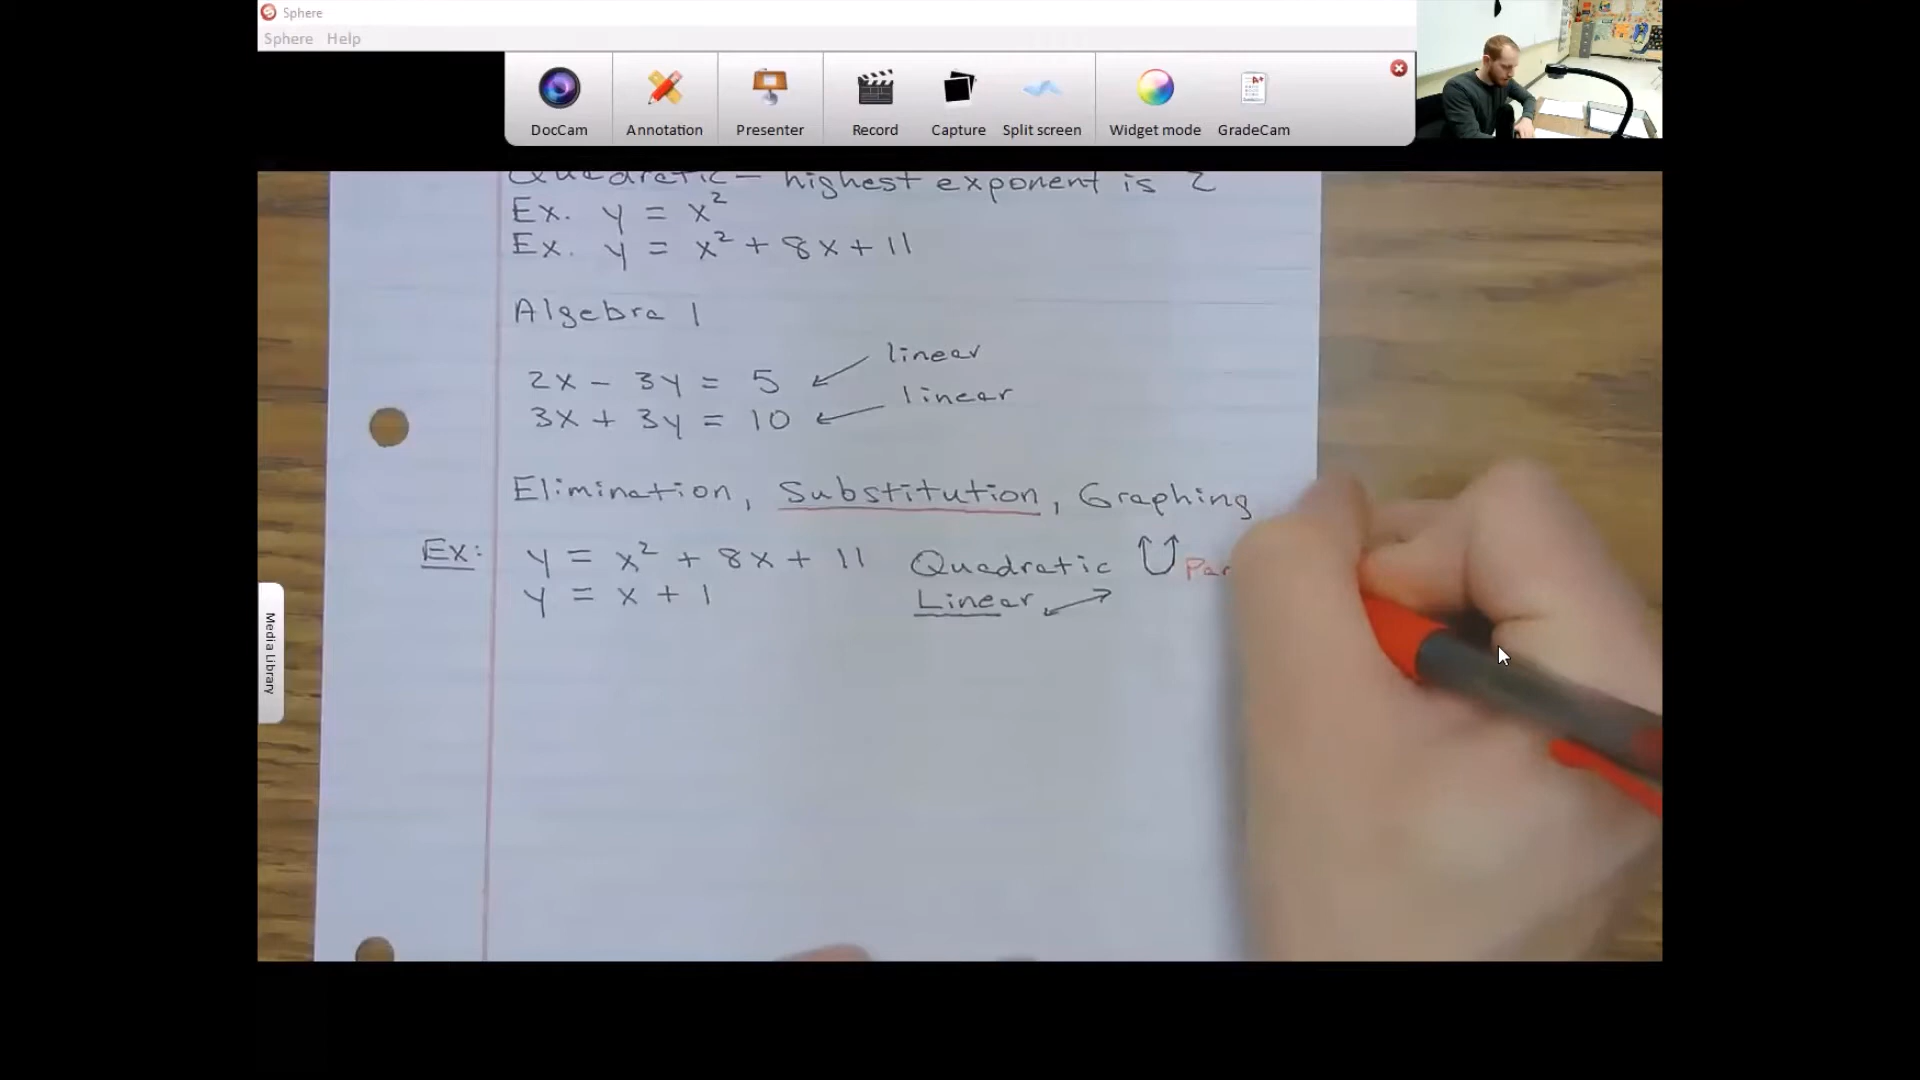 Sphere
Sphere Help
DocCam Annotation Presenter Record Capture Split screen Widget mode GradeCam
Quadratic — highest exponent is 2
Ex. y = x²
Ex. y = x² + 8x + 11
Algebra 1
2x - 3y = 5 linear
3x + 3y = 10 linear
Elimination, Substitution, Graphing
Ex: y = x² + 8x + 11 Quadratic Par
y = x + 1 Linear
Media Library